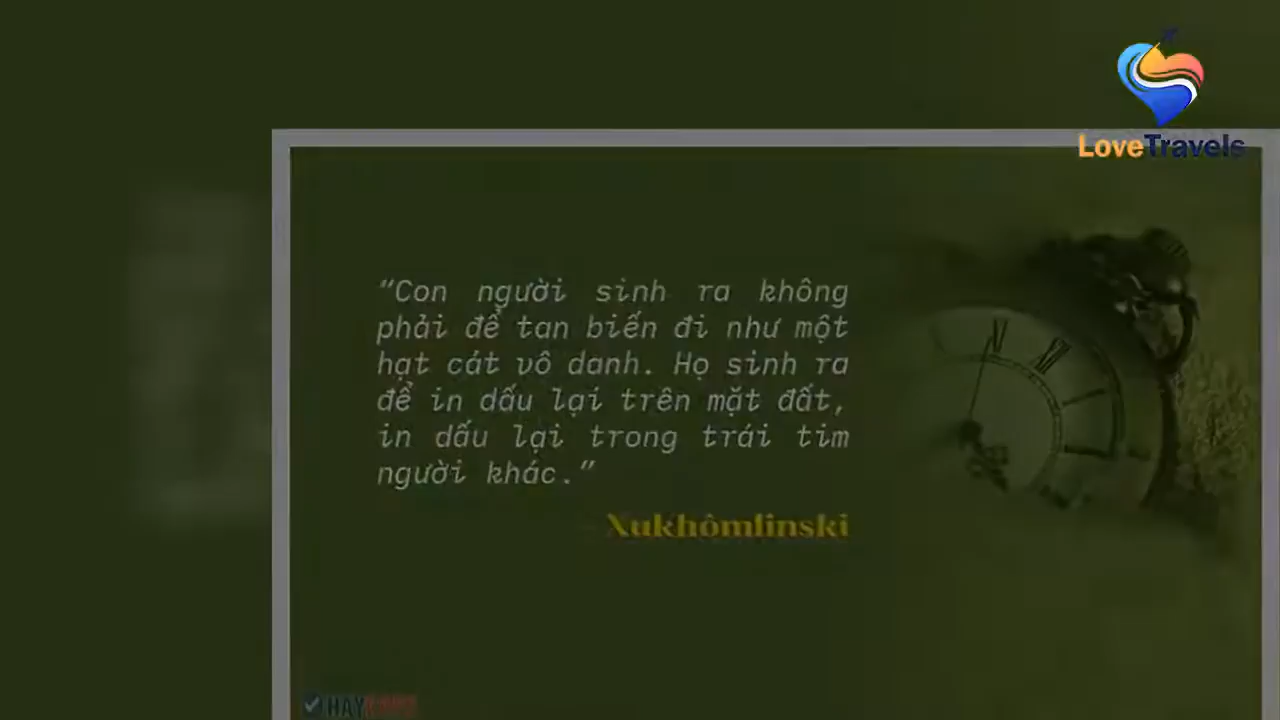 LoveTravels
“Con người sinh ra không
phải để tan biến đi như một
hạt cát vô danh. Họ sinh ra
để in dấu lại trên mặt đất,
in dấu lại trong trái tim
người khác.”
- Xukhômlinski
HAY